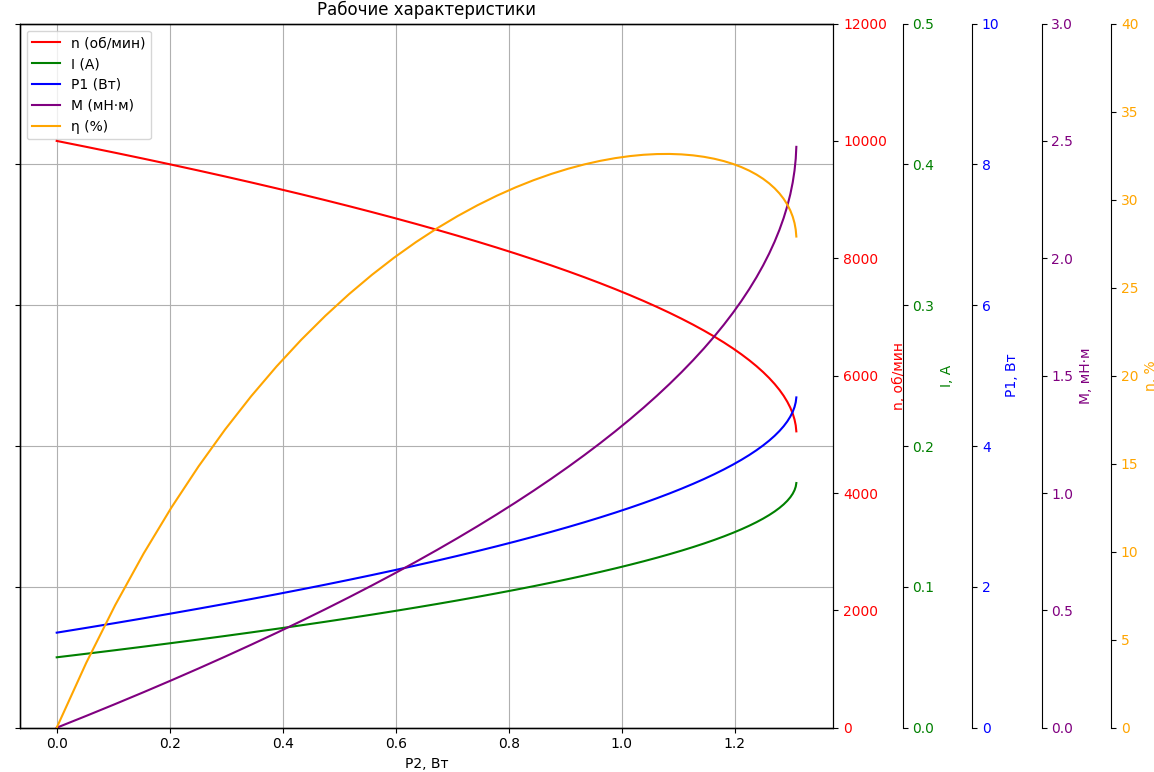 Рабочие характеристики
n (об/мин)
I (А)
P1 (Вт)
M (мН·м)
η (%)
0.0 0.2 0.4 0.6 0.8 1.0 1.2
P2, Вт
12000
10000
8000
6000
4000
2000
0
n, об/мин
0.5
0.4
0.3
0.2
0.1
0.0
I, А
10
8
6
4
2
0
P1, Вт
3.0
2.5
2.0
1.5
1.0
0.5
0.0
M, мН·м
40
35
30
25
20
15
10
5
0
η, %